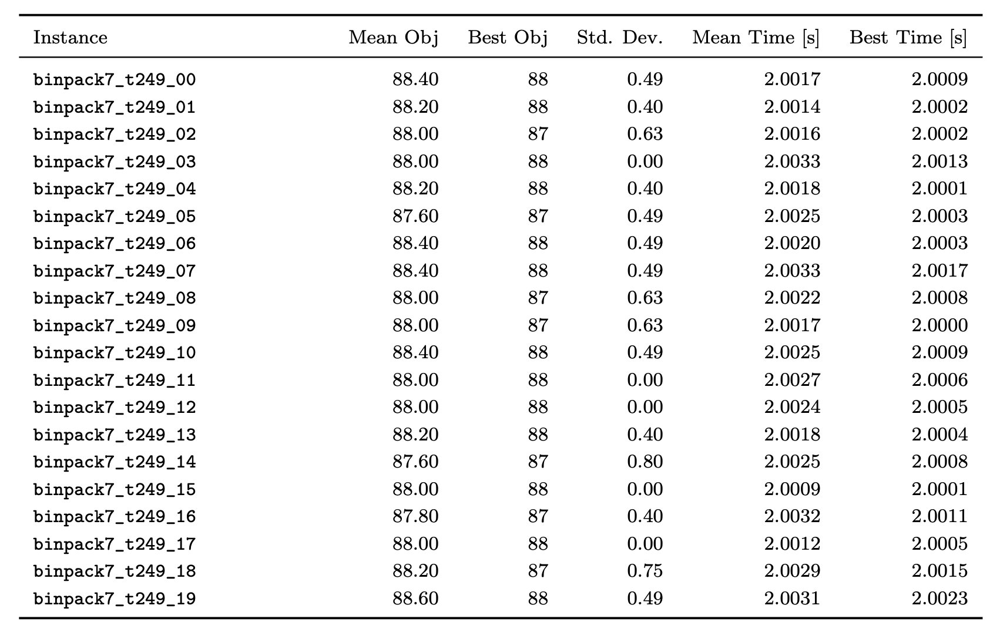 Instance Mean Obj Best Obj Std. Dev. Mean Time [s] Best Time [s]
binpack7_t249_00 88.40 88 0.49 2.0017 2.0009
binpack7_t249_01 88.20 88 0.40 2.0014 2.0002
binpack7_t249_02 88.00 87 0.63 2.0016 2.0002
binpack7_t249_03 88.00 88 0.00 2.0033 2.0013
binpack7_t249_04 88.20 88 0.40 2.0018 2.0001
binpack7_t249_05 87.60 87 0.49 2.0025 2.0003
binpack7_t249_06 88.40 88 0.49 2.0020 2.0003
binpack7_t249_07 88.40 88 0.49 2.0033 2.0017
binpack7_t249_08 88.00 87 0.63 2.0022 2.0008
binpack7_t249_09 88.00 87 0.63 2.0017 2.0000
binpack7_t249_10 88.40 88 0.49 2.0025 2.0009
binpack7_t249_11 88.00 88 0.00 2.0027 2.0006
binpack7_t249_12 88.00 88 0.00 2.0024 2.0005
binpack7_t249_13 88.20 88 0.40 2.0018 2.0004
binpack7_t249_14 87.60 87 0.80 2.0025 2.0008
binpack7_t249_15 88.00 88 0.00 2.0009 2.0001
binpack7_t249_16 87.80 87 0.40 2.0032 2.0011
binpack7_t249_17 88.00 88 0.00 2.0012 2.0005
binpack7_t249_18 88.20 87 0.75 2.0029 2.0015
binpack7_t249_19 88.60 88 0.49 2.0031 2.0023